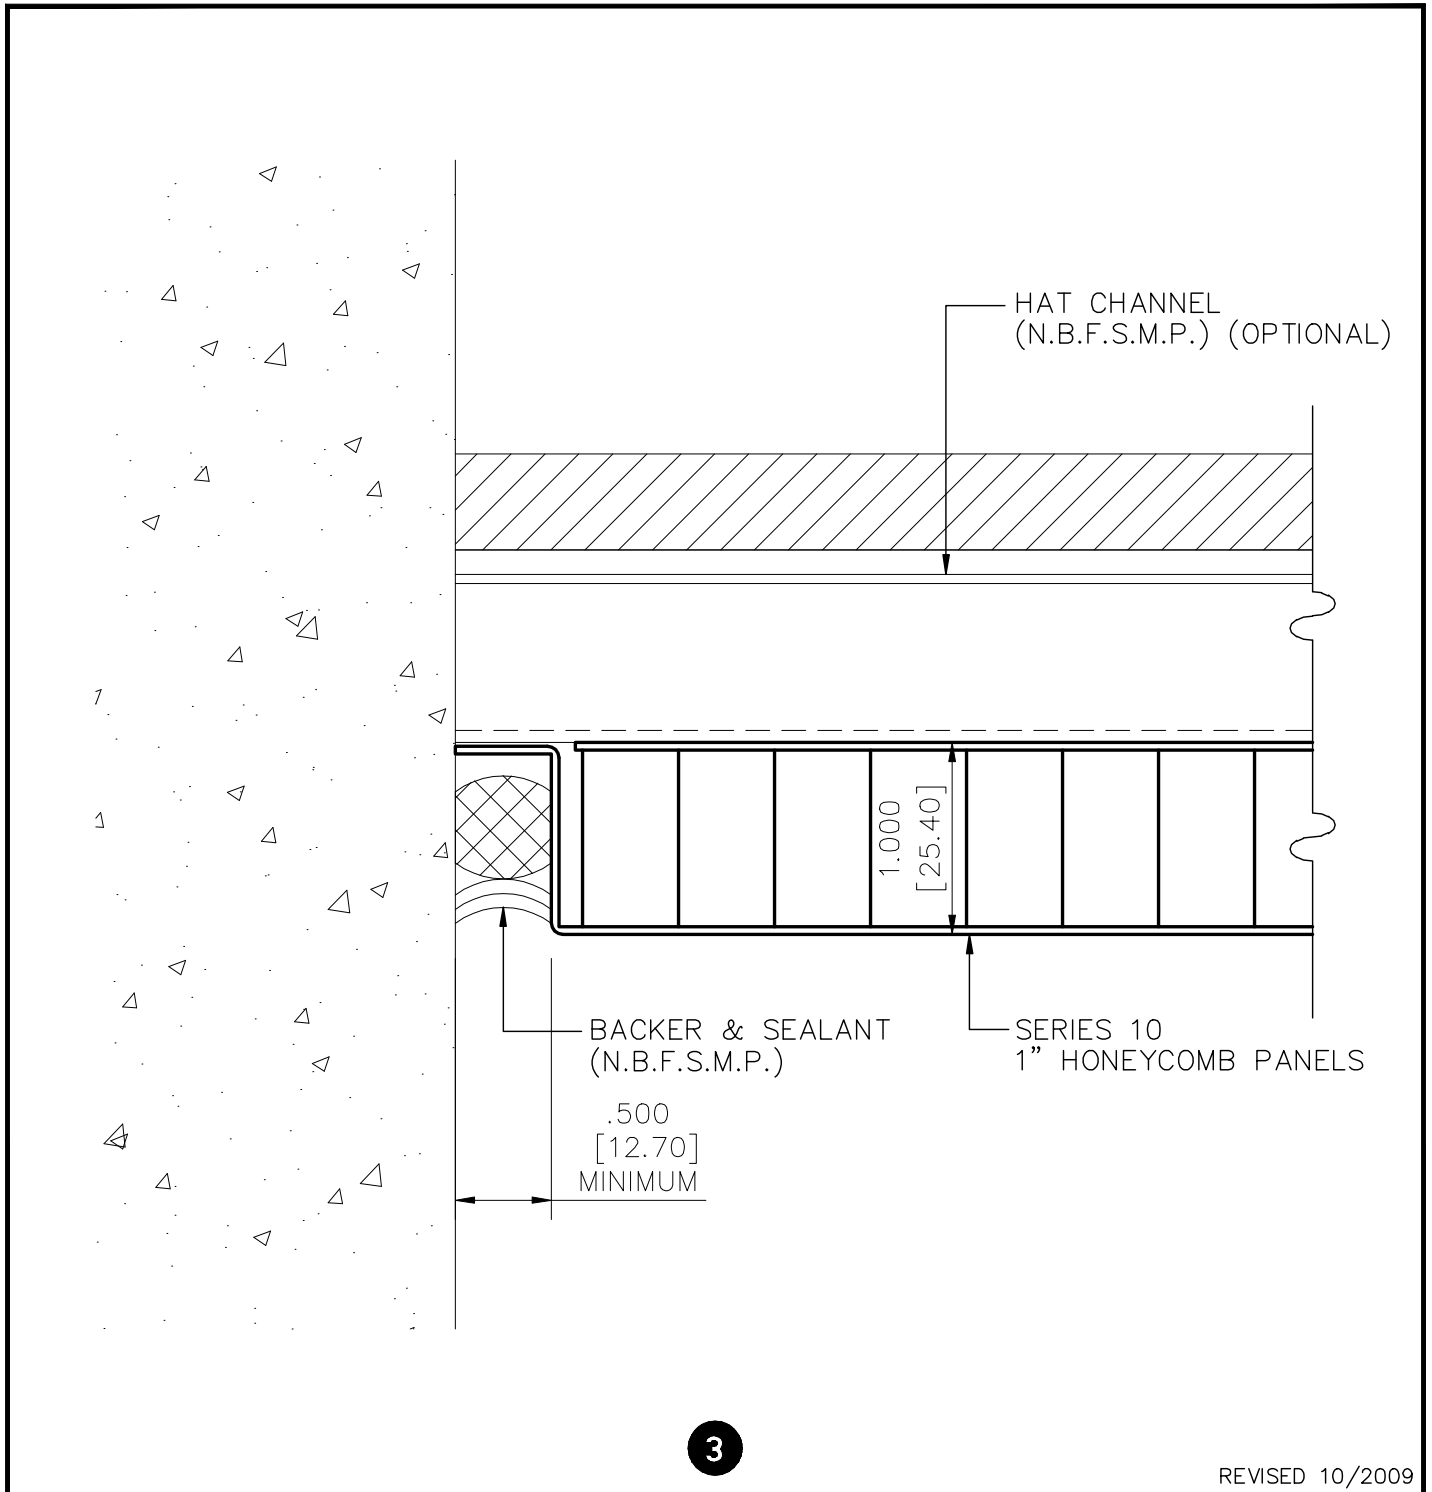 HAT CHANNEL
(N.B.F.S.M.P.) (OPTIONAL)
1.000
[25.40]
BACKER & SEALANT
(N.B.F.S.M.P.)
SERIES 10
1” HONEYCOMB PANELS
.500
[12.70]
MINIMUM
3
REVISED 10/2009